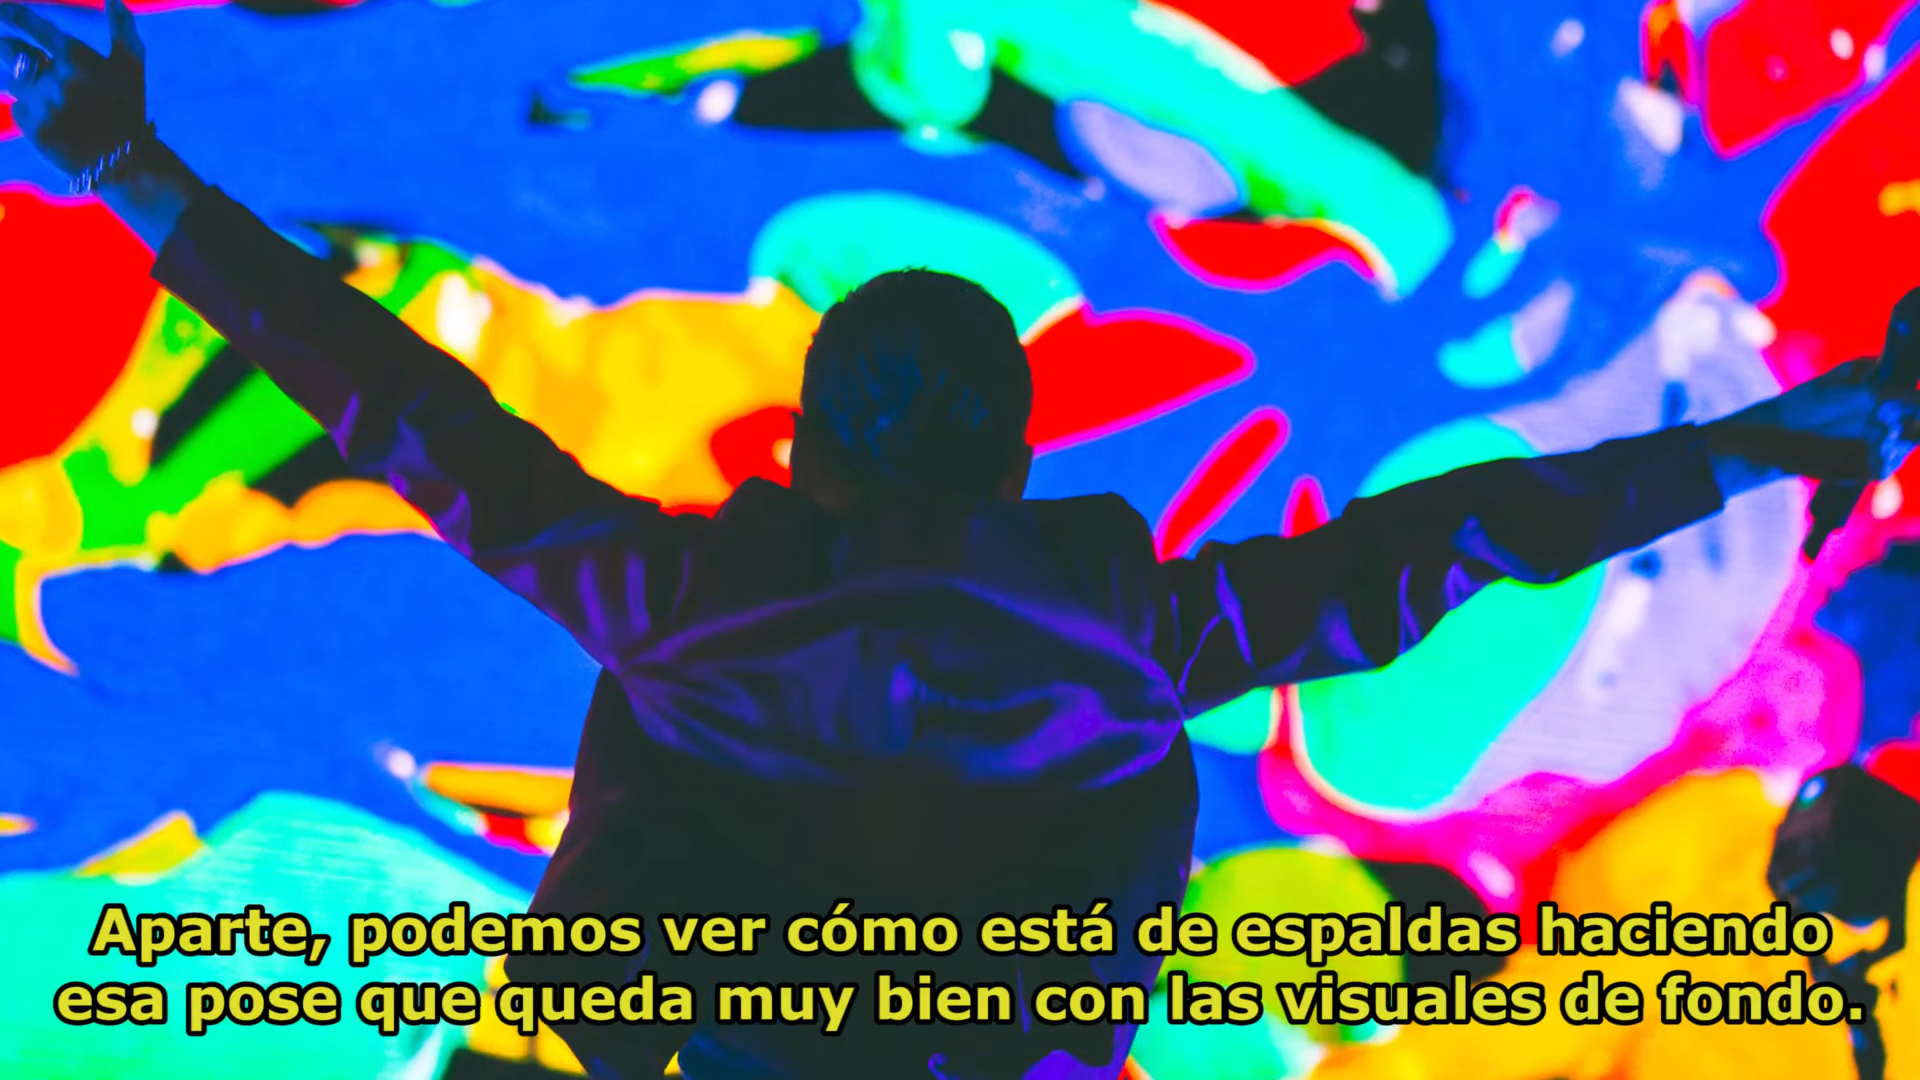 Aparte, podemos ver cómo está de espaldas haciendo
esa pose que queda muy bien con las visuales de fondo.